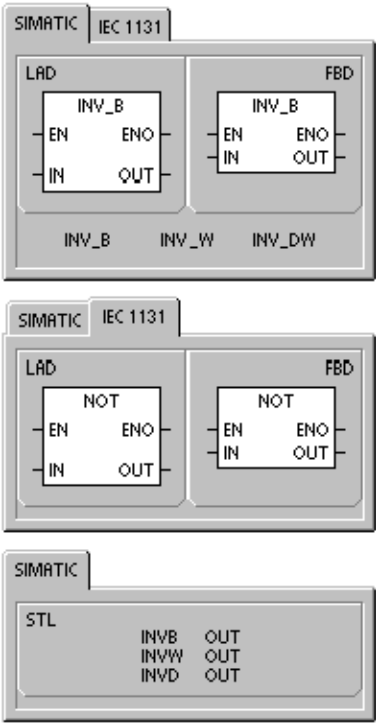 SIMATIC IEC 1131
LAD FBD
INV_B INV_B
EN ENO EN ENO
IN OUT IN OUT
INV_B INV_W INV_DW
SIMATIC IEC 1131
LAD FBD
NOT NOT
EN ENO EN ENO
IN OUT IN OUT
SIMATIC
STL
INVB OUT
INVW OUT
INVD OUT